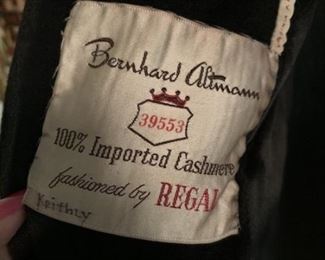 Bernhard Altmann
39553
100% Imported Cashmere
fashioned by REGAL
Keithly